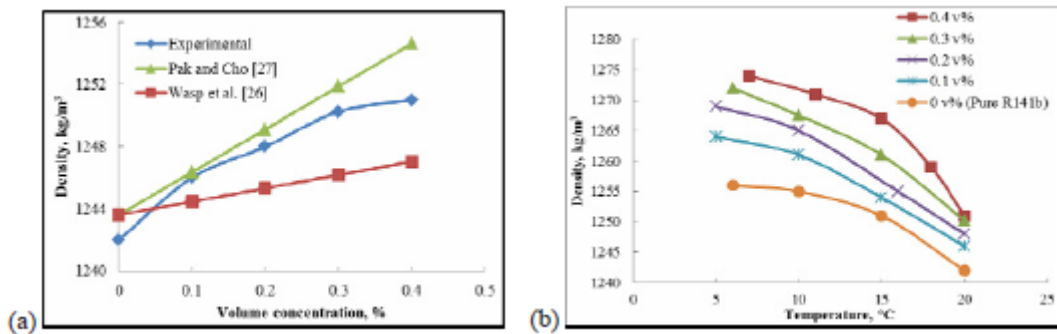 1256
1252
1248
1244
1240
Density, kg/m³
Experimental
Pak and Cho [27]
Wasp et al. [26]
0 0.1 0.2 0.3 0.4 0.5
Volume concentration, %
(a)
0.4 v%
0.3 v%
0.2 v%
0.1 v%
0 v% (Pure R141b)
1280
1275
1270
1265
1260
1255
1250
1245
1240
Density, kg/m³
0 5 10 15 20 25
Temperature, °C
(b)